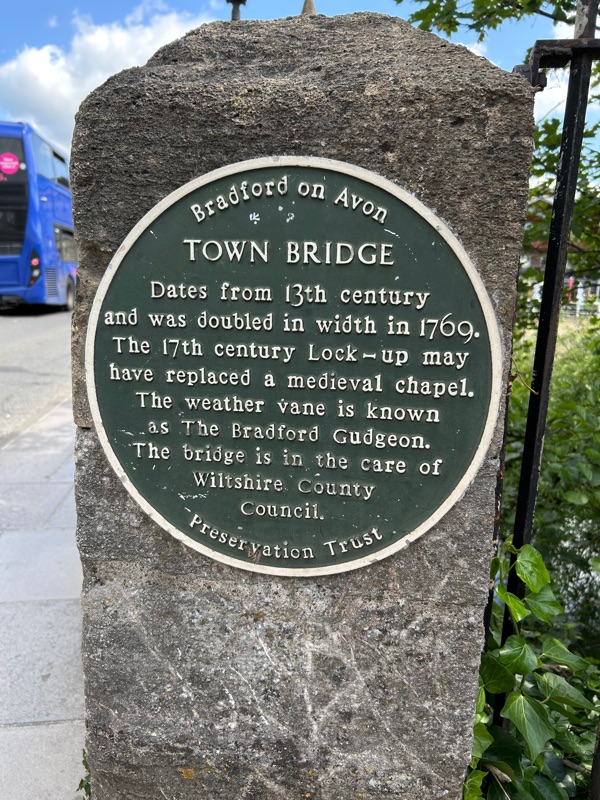 Bradford on Avon
TOWN BRIDGE
Dates from 13th century
and was doubled in width in 1769.
The 17th century Lock-up may
have replaced a medieval chapel.
The weather vane is known
as The Bradford Gudgeon.
The bridge is in the care of
Wiltshire County
Council.
Preservation Trust